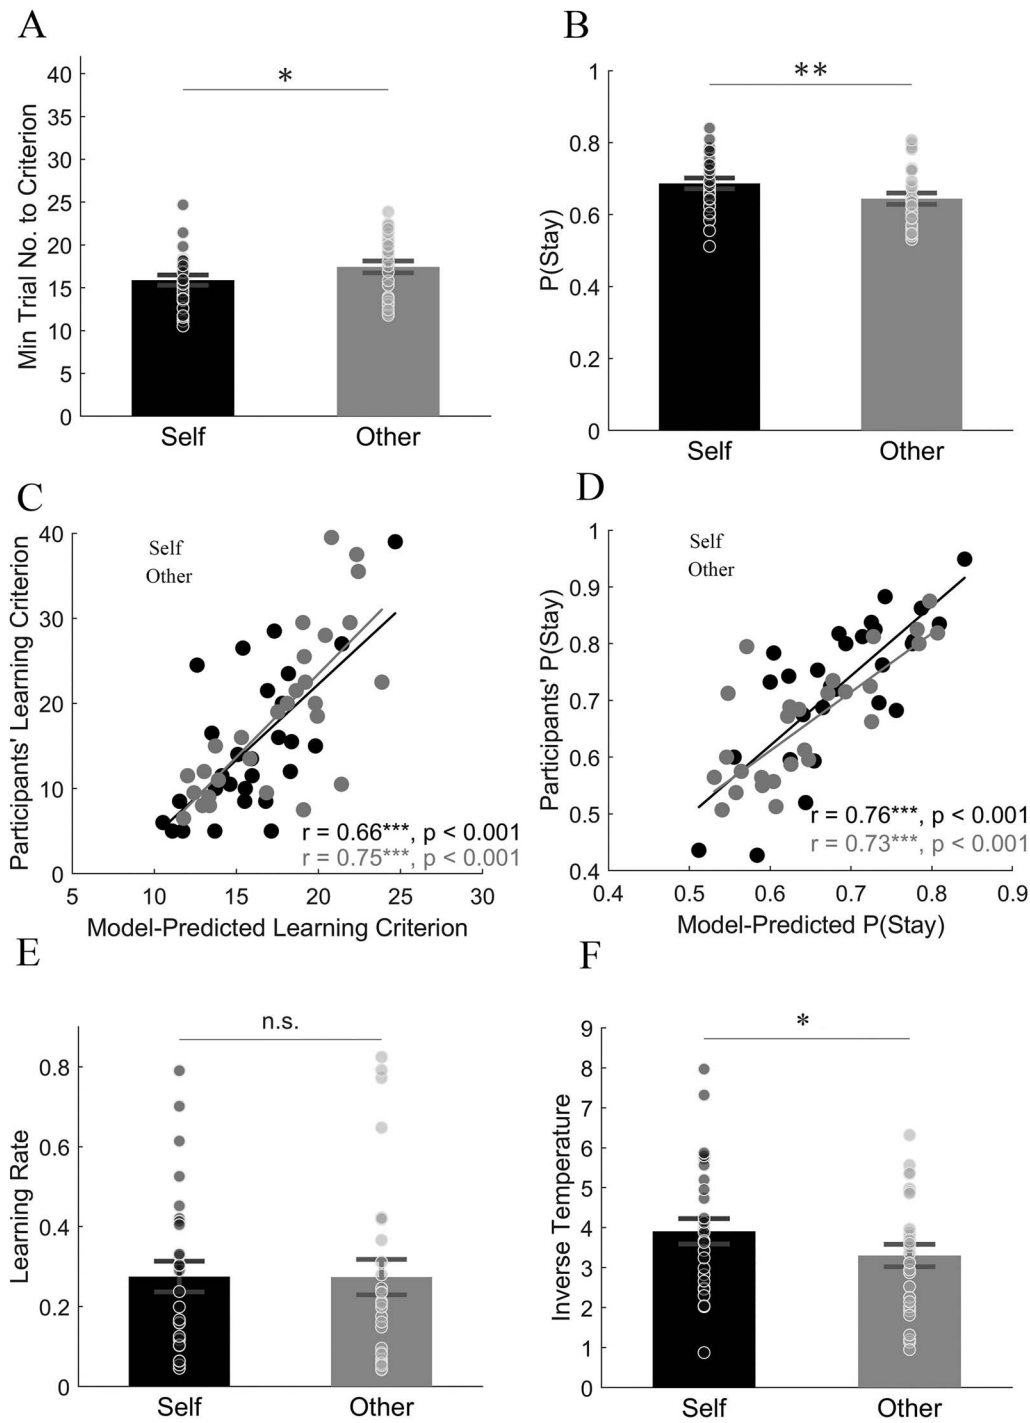 A
Min Trial No. to Criterion
40
35
30
25
20
15
10
5
0
*
Self
Other
B
P(Stay)
1
0.8
0.6
0.4
0.2
0
**
Self
Other
C
Participants' Learning Criterion
40
30
20
10
0
Self
Other
r = 0.66***, p < 0.001
r = 0.75***, p < 0.001
10
15
20
25
30
5
Model-Predicted Learning Criterion
D
Participants' P(Stay)
1
0.9
0.8
0.7
0.6
0.5
0.4
Self
Other
r = 0.76***, p < 0.001
r = 0.73***, p < 0.001
0.4
0.5
0.6
0.7
0.8
0.9
Model-Predicted P(Stay)
E
Learning Rate
0.8
0.6
0.4
0.2
0
n.s.
Self
Other
F
Inverse Temperature
9
8
7
6
5
4
3
2
1
0
*
Self
Other